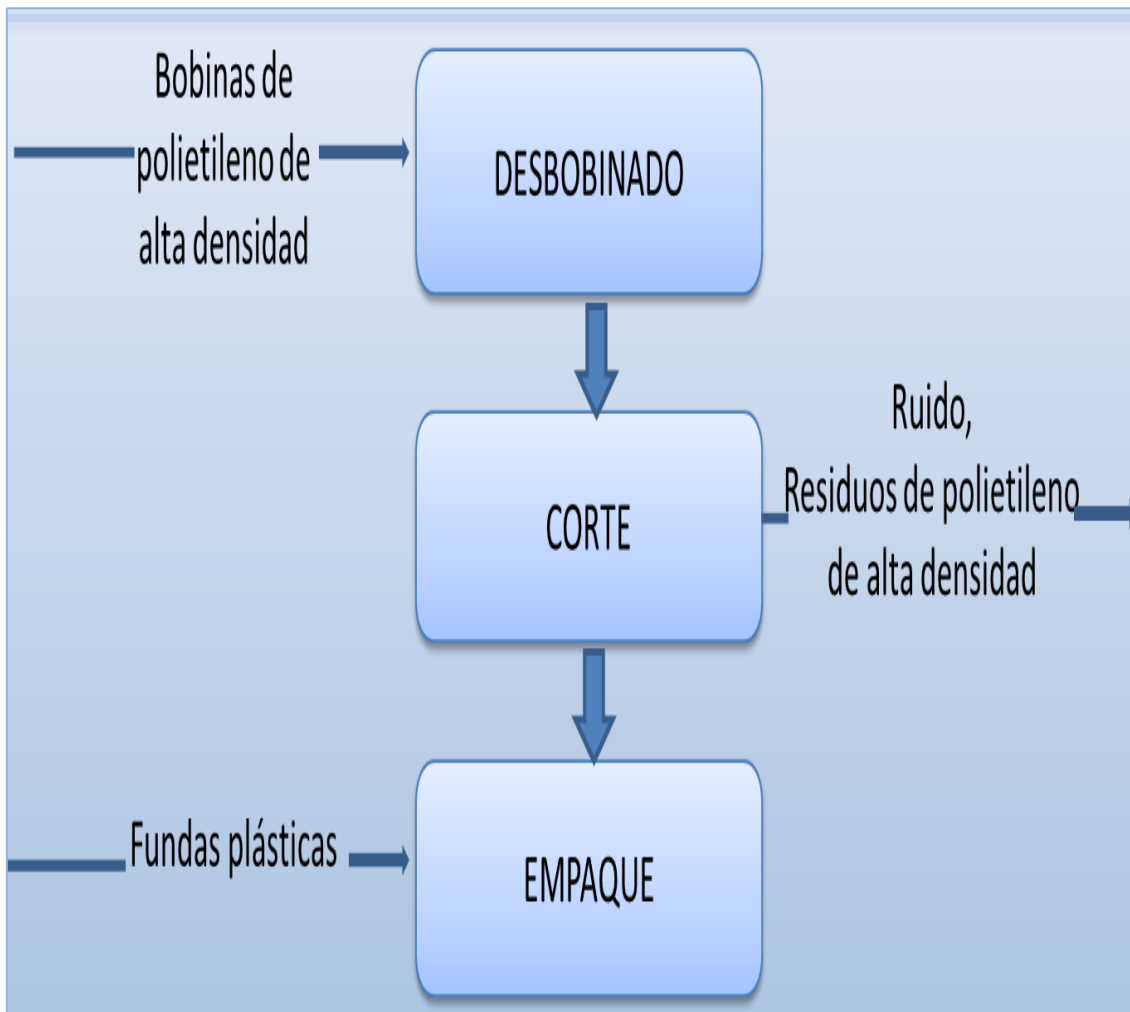 Bobinas de
polietileno de
alta densidad
DESBOBINADO
Ruido,
Residuos de polietileno
de alta densidad
CORTE
Fundas plásticas
EMPAQUE